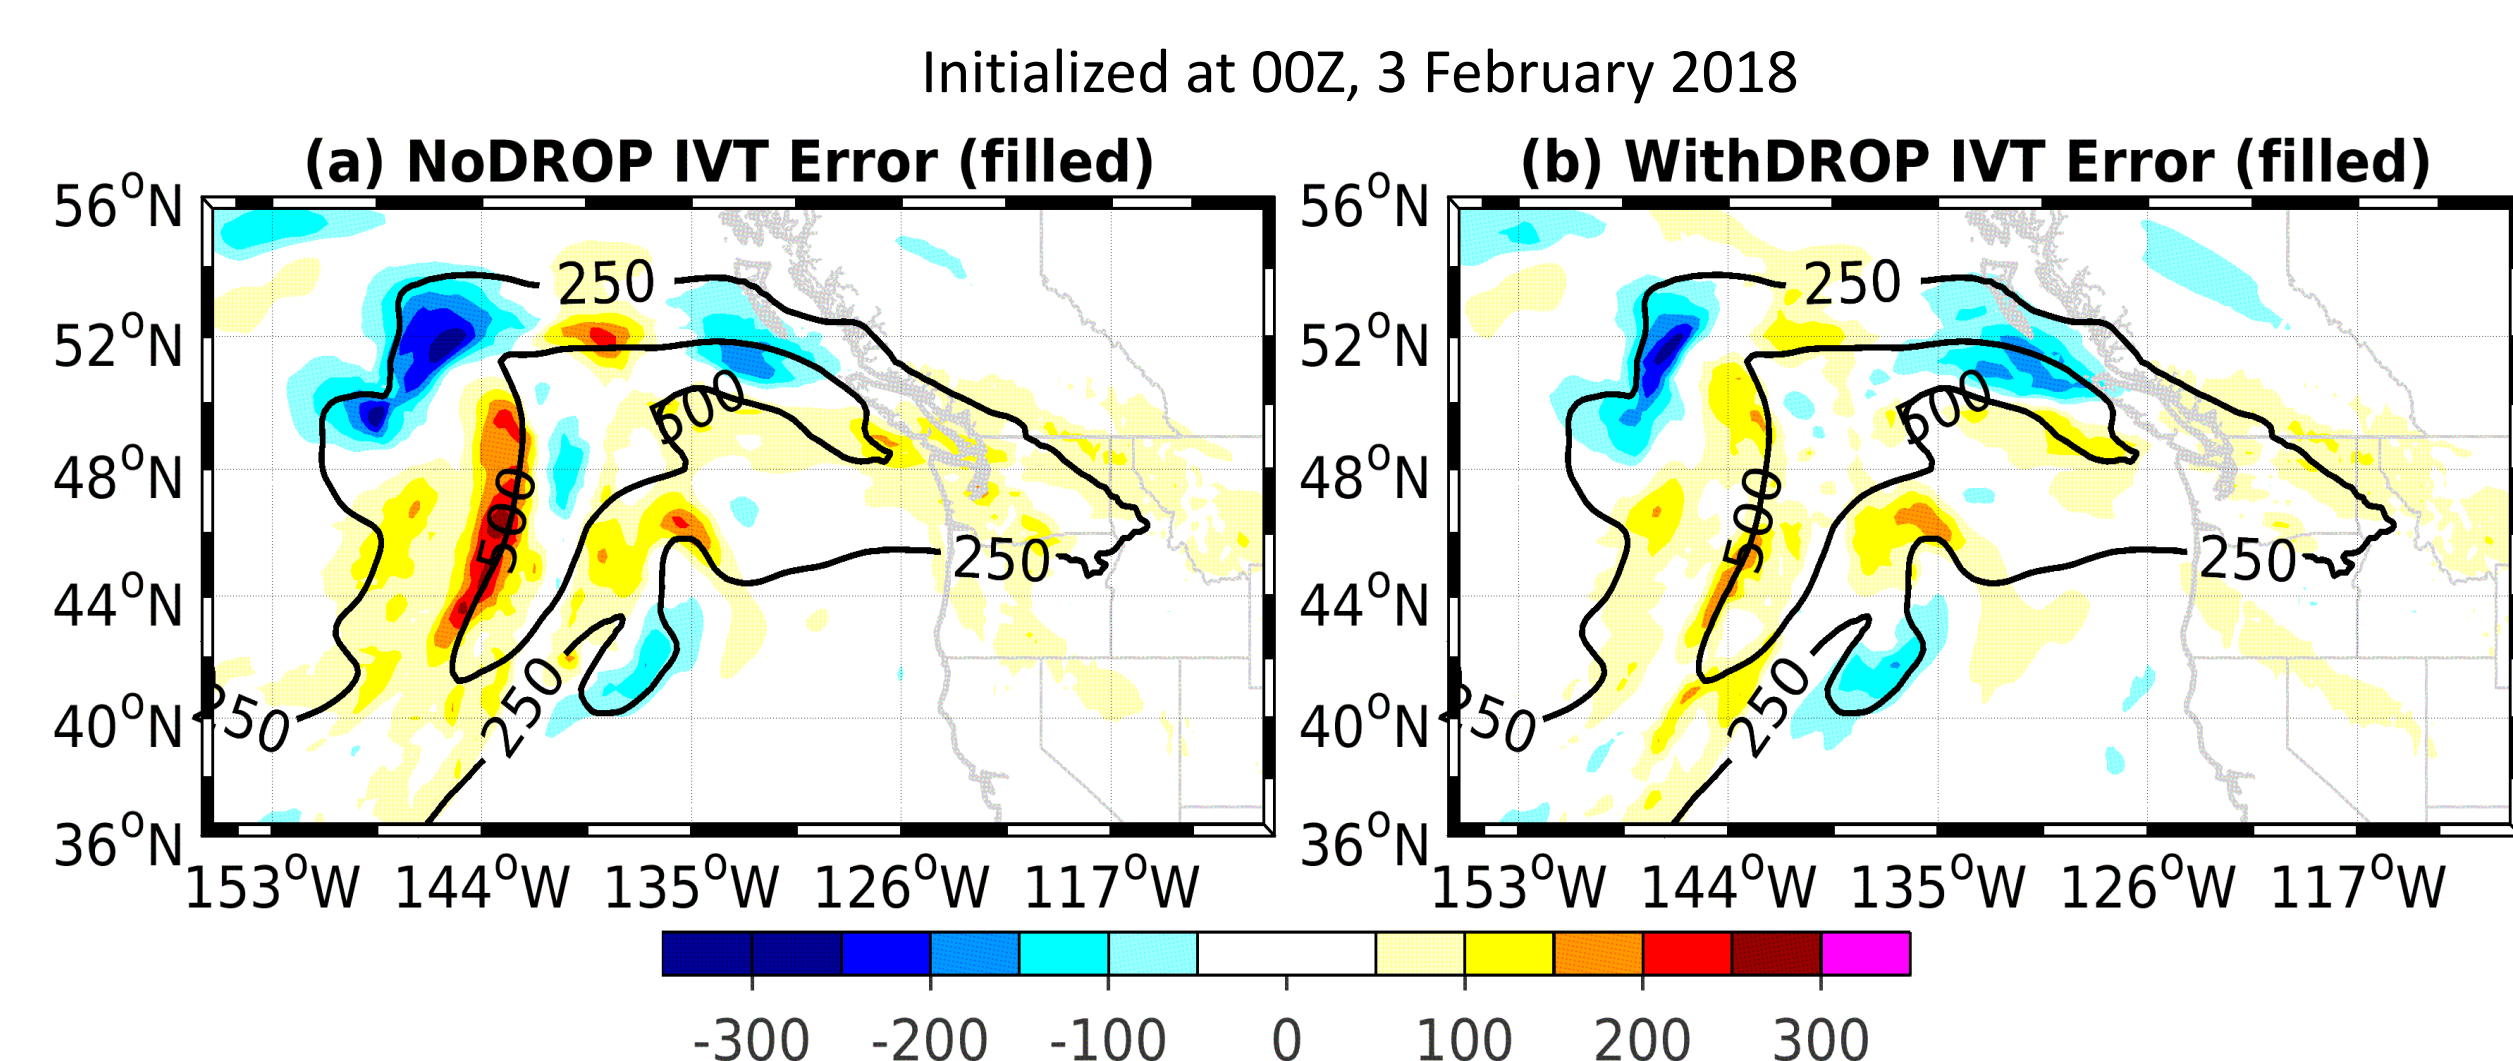 Initialized at 00Z, 3 February 2018
(a) NoDROP IVT Error (filled)
(b) WithDROP IVT Error (filled)
56°N
52°N
48°N
44°N
40°N
36°N
153°W 144°W 135°W 126°W 117°W
250
500
500
250
250
250
56°N
52°N
48°N
44°N
40°N
36°N
153°W 144°W 135°W 126°W 117°W
250
500
500
250
250
250
-300 -200 -100 0 100 200 300